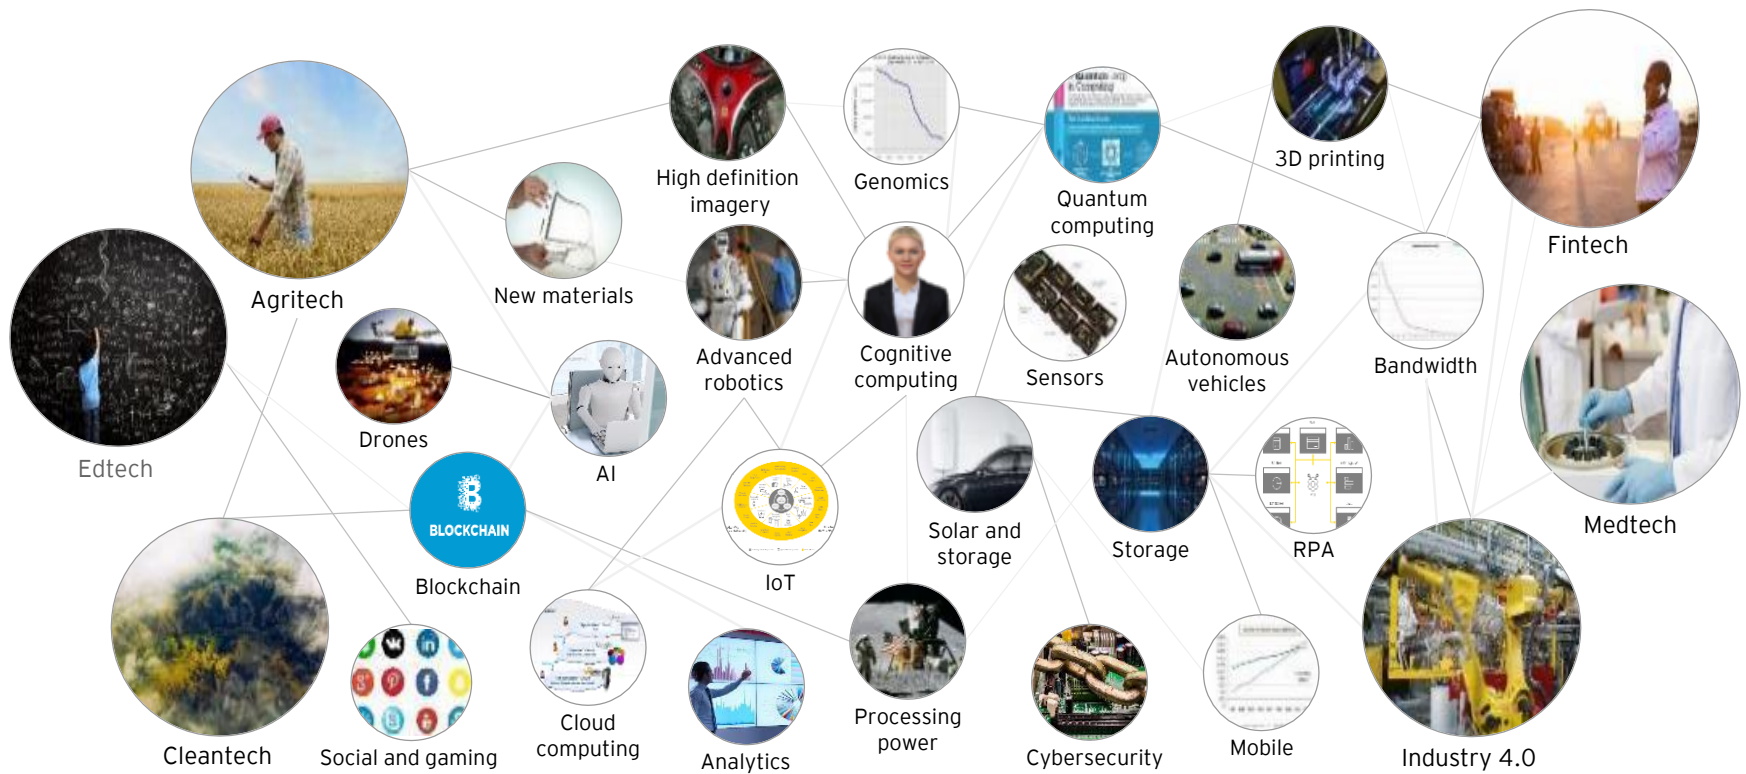 3D printing
High definition
imagery
Genomics
Quantum
computing
Fintech
Agritech
New materials
Advanced
robotics
Cognitive
computing
Sensors
Autonomous
vehicles
Bandwidth
Edtech
Drones
AI
BLOCKCHAIN
Blockchain
IoT
Solar and
storage
Storage
RPA
Medtech
Cleantech
Social and gaming
Cloud
computing
Analytics
Processing
power
Cybersecurity
Mobile
Industry 4.0